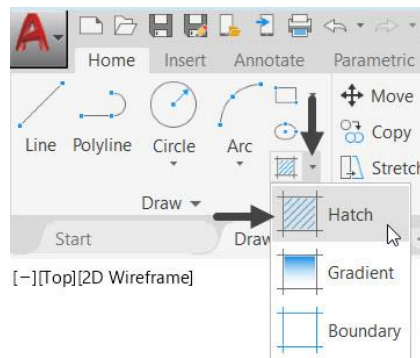 A
Home Insert Annotate Parametric
Line Polyline Circle Arc
Move
Copy
Stretch
Draw
Hatch
Start
[−][Top][2D Wireframe]
Gradient
Boundary